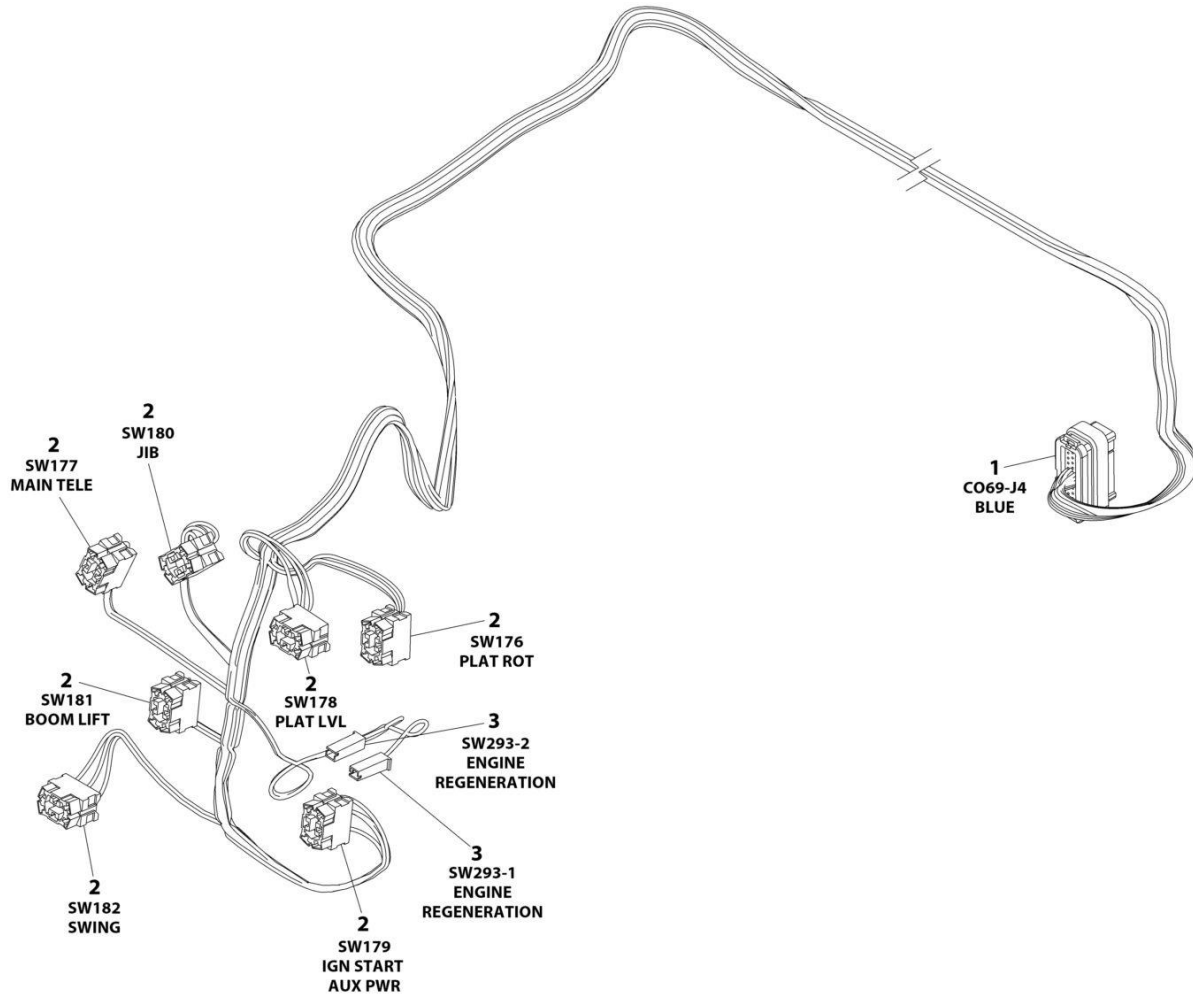 2
SW180
JIB
2
SW177
MAIN TELE
1
CO69-J4
BLUE
2
SW176
PLAT ROT
2
SW178
PLAT LVL
2
SW181
BOOM LIFT
3
SW293-2
ENGINE
REGENERATION
3
SW293-1
ENGINE
REGENERATION
2
SW182
SWING
2
SW179
IGN START
AUX PWR